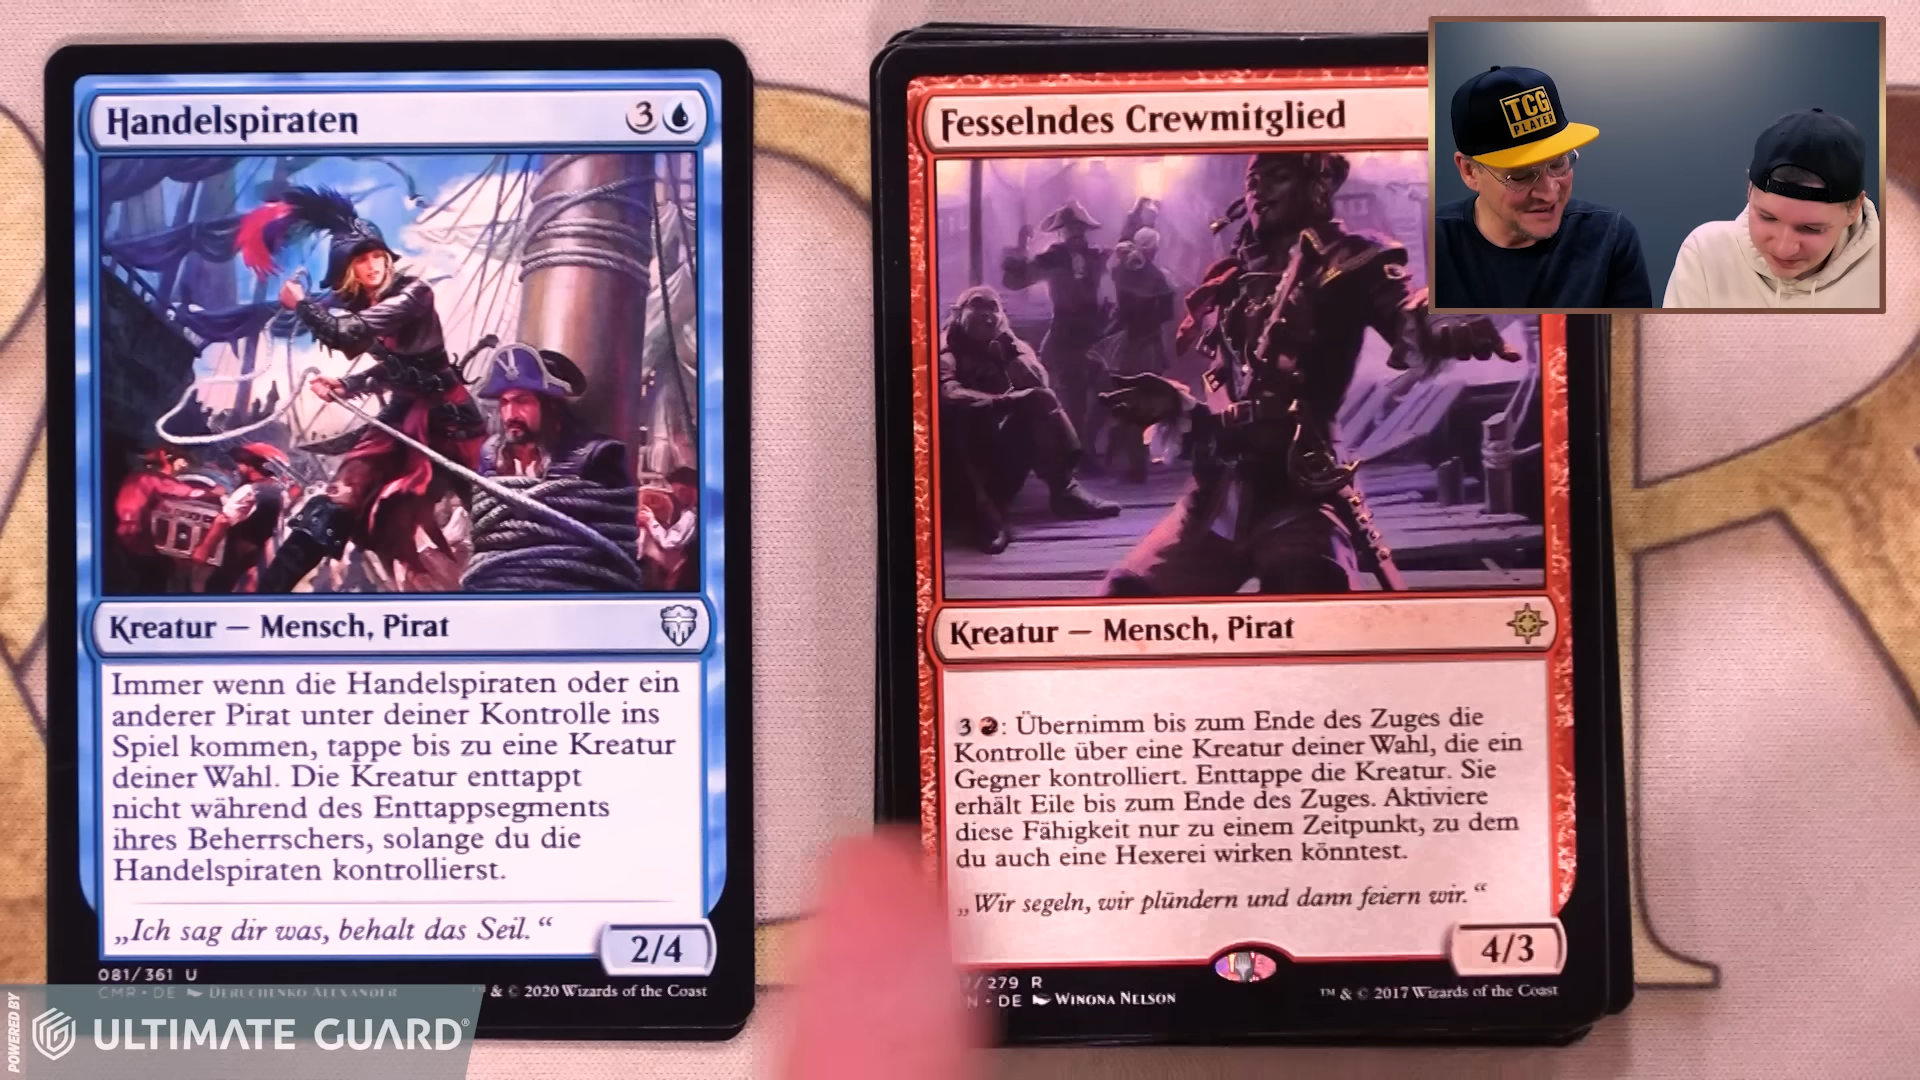 Handelspiraten
3
Kreatur — Mensch, Pirat
Immer wenn die Handelspiraten oder ein
anderer Pirat unter deiner Kontrolle ins
Spiel kommen, tappe bis zu eine Kreatur
deiner Wahl. Die Kreatur enttappt
nicht während des Enttappsegments
ihres Beherrschers, solange du die
Handelspiraten kontrollierst.
„Ich sag dir was, behalt das Seil.“
2/4
081/361 U
CMR • DE Deruchenko Alexander
™ & © 2020 Wizards of the Coast
Fesselndes Crewmitglied
Kreatur — Mensch, Pirat
3 : Übernimm bis zum Ende des Zuges die
Kontrolle über eine Kreatur deiner Wahl, die ein
Gegner kontrolliert. Enttappe die Kreatur. Sie
erhält Eile bis zum Ende des Zuges. Aktiviere
diese Fähigkeit nur zu einem Zeitpunkt, zu dem
du auch eine Hexerei wirken könntest.
„Wir segeln, wir plündern und dann feiern wir.“
4/3
/279 R
N • DE Winona Nelson
™ & © 2017 Wizards of the Coast
TCG
PLAYER
POWERED BY
ULTIMATE GUARD®